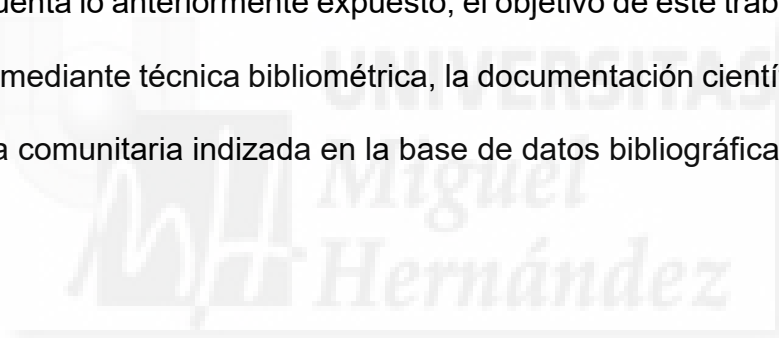 uenta lo anteriormente expuesto, el objetivo de este trab
mediante técnica bibliométrica, la documentación cientí
a comunitaria indizada en la base de datos bibliográfica
UNIVERSITAS
Miguel
Hernández